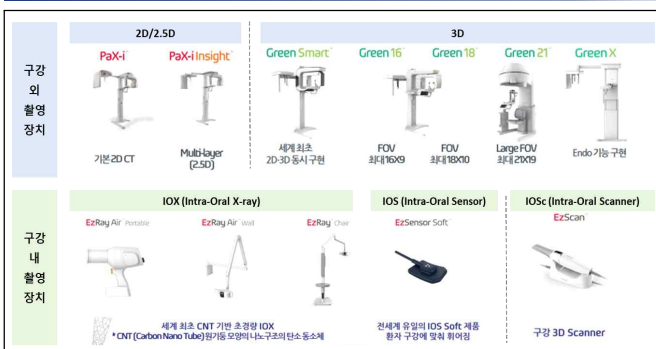 2D/2.5D
3D
구강
외
촬영
장치
PaX-i
PaX-i Insight
Green Smart
Green 16
Green 18
Green 21
Green X
기본 2D CT
Multi-layer
(2.5D)
세계 최초
2D·3D 동시 구현
FOV
최대16X9
FOV
최대18X10
Large FOV
최대21X19
Endo 기능 구현
구강
내
촬영
장치
IOX (Intra-Oral X-ray)
IOS (Intra-Oral Sensor)
IOSc (Intra-Oral Scanner)
EzRay Air Portable
EzRay Air Wall
EzRay Chair
EzSensor Soft
EzScan
세계 최초 CNT 기반 초경량 IOX
* CNT (Carbon Nano Tube) 원기둥 모양의 나노구조의 탄소 동소체
전세계 유일의 IOS Soft 제품
환자 구강에 맞춰 휘어짐
구강 3D Scanner